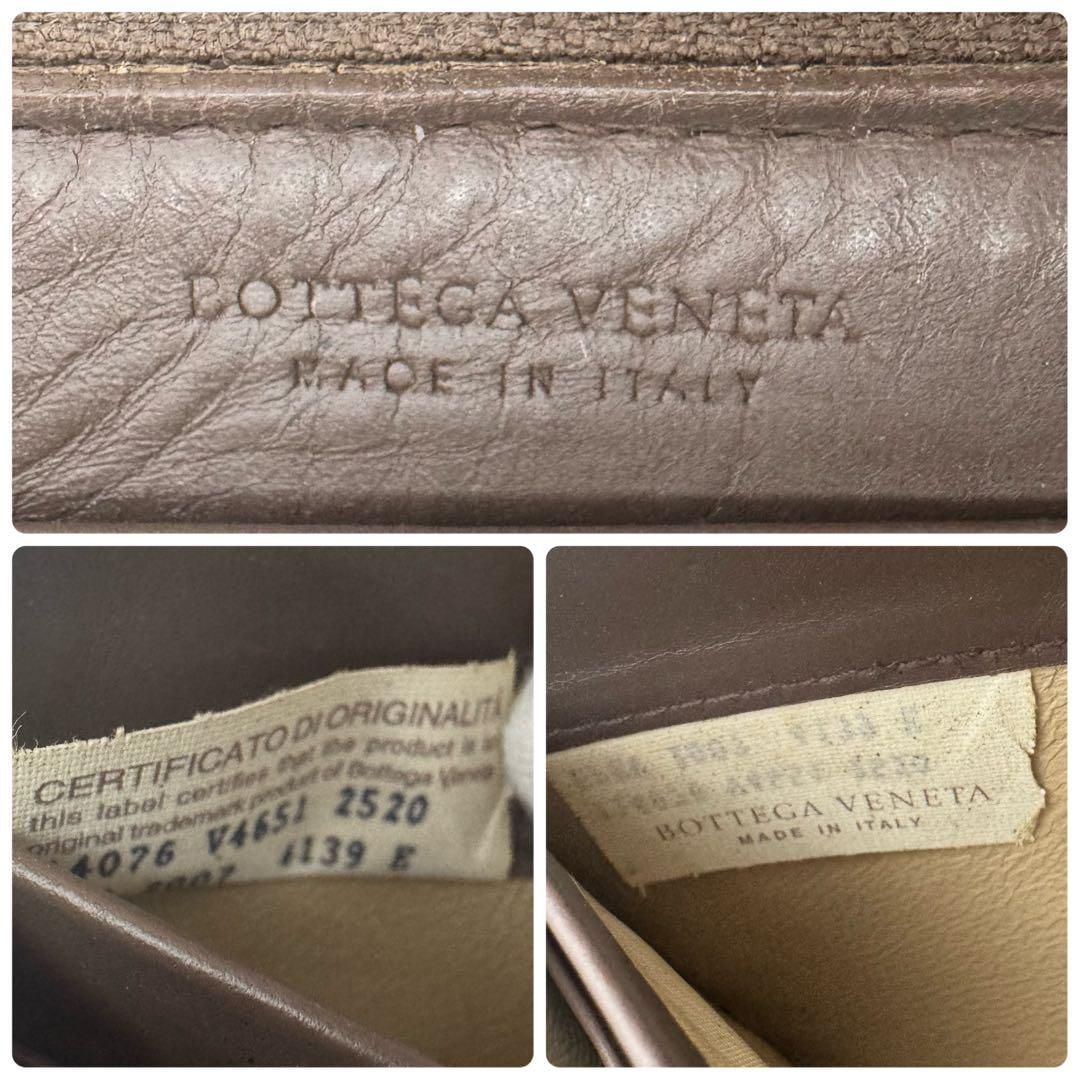 BOTTEGA VENETA
MADE IN ITALY
CERTIFICATO DI ORIGINALITÀ
this label certifies that the product is an
original trademark product of Bottega Veneta
4076 V4651 2520
4139 E
BOTTEGA VENETA
MADE IN ITALY